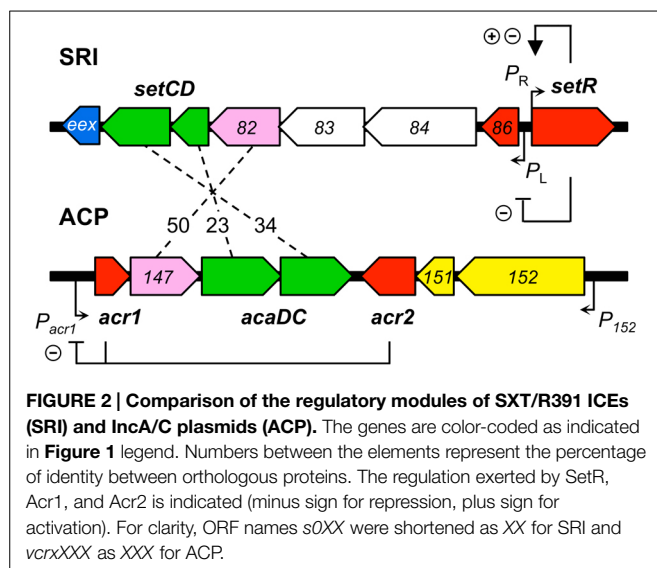 SRI
setCD
⊕ ⊖
P_R
setR
eex
82
83
84
86
P_L
⊖
ACP
50 23 34
147
151
152
P_acr1
acr1
acaDC
acr2
P_152
⊖
FIGURE 2 | Comparison of the regulatory modules of SXT/R391 ICEs
(SRI) and IncA/C plasmids (ACP). The genes are color-coded as indicated
in Figure 1 legend. Numbers between the elements represent the percentage
of identity between orthologous proteins. The regulation exerted by SetR,
Acr1, and Acr2 is indicated (minus sign for repression, plus sign for
activation). For clarity, ORF names s0XX were shortened as XX for SRI and
vcrxXXX as XXX for ACP.